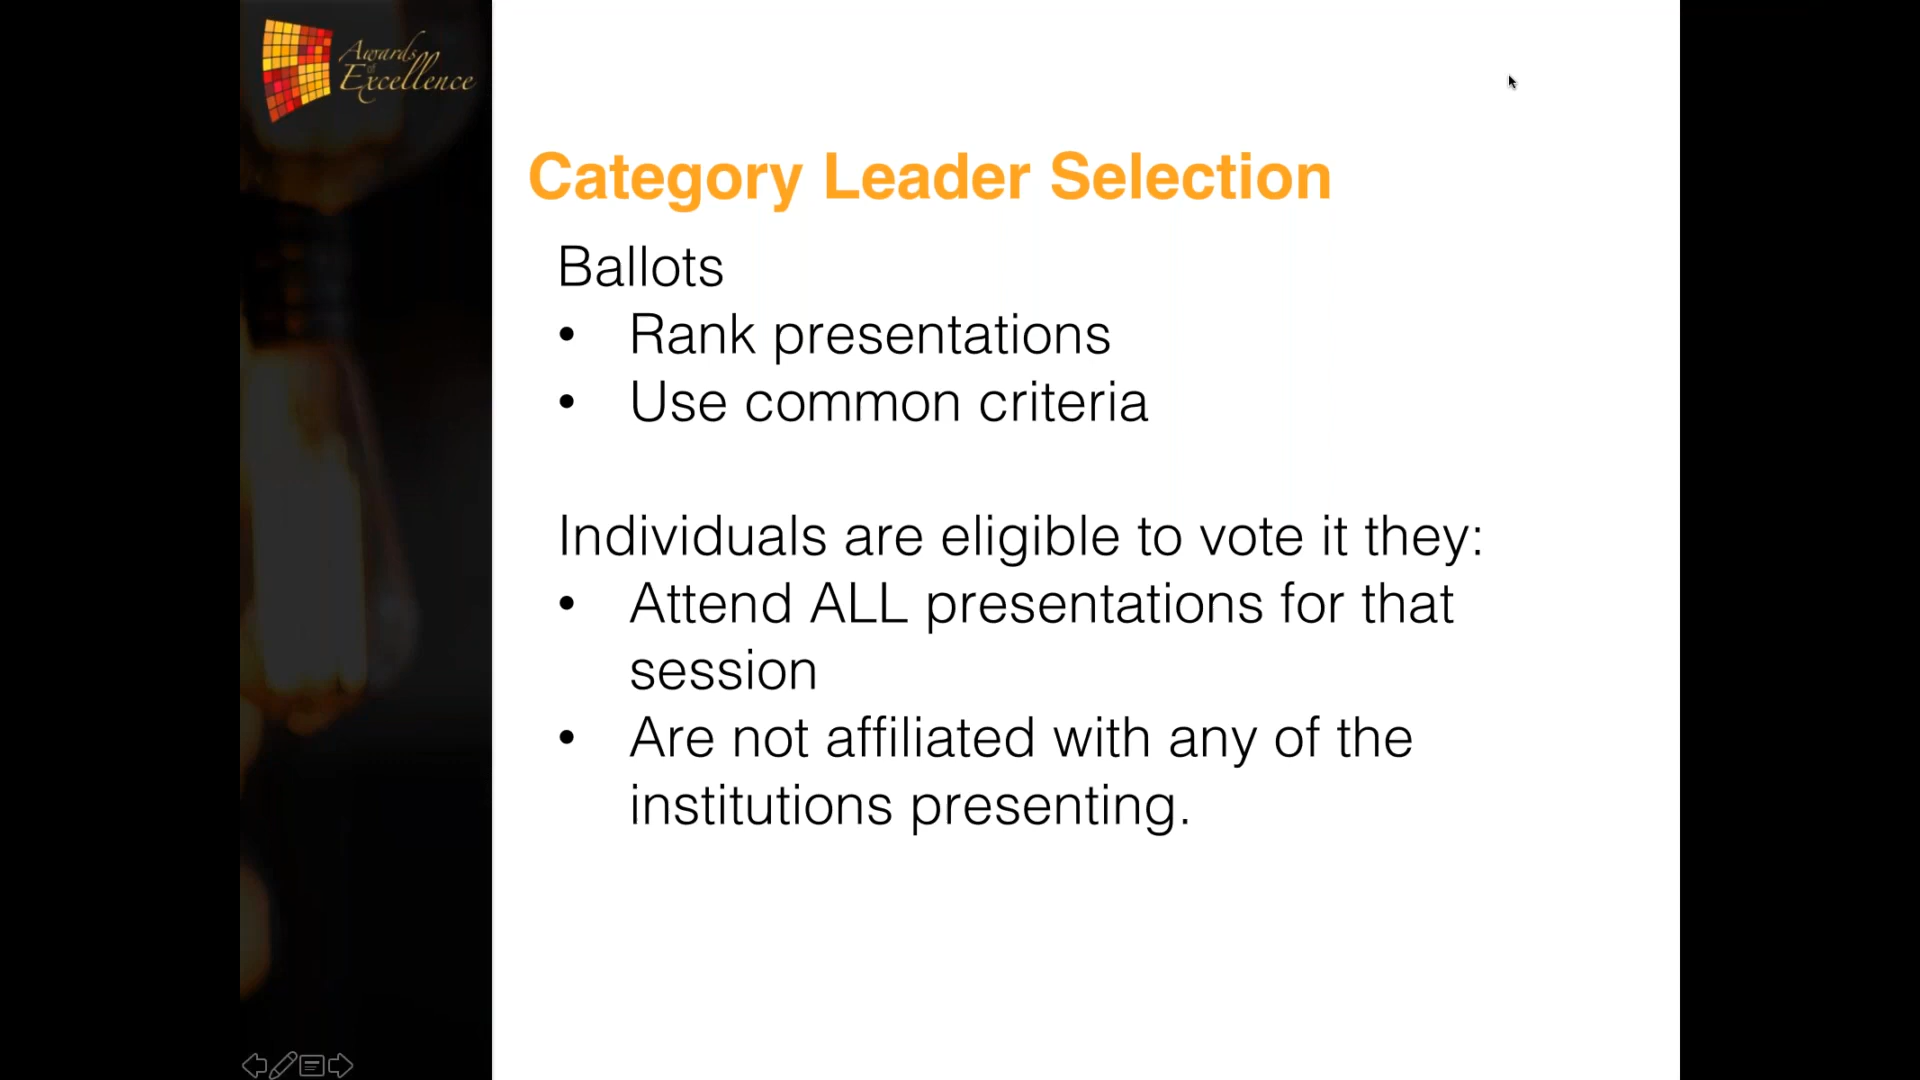 Awards
of
Excellence
Category Leader Selection
Ballots
• Rank presentations
• Use common criteria
Individuals are eligible to vote it they:
• Attend ALL presentations for that
session
• Are not affiliated with any of the
institutions presenting.